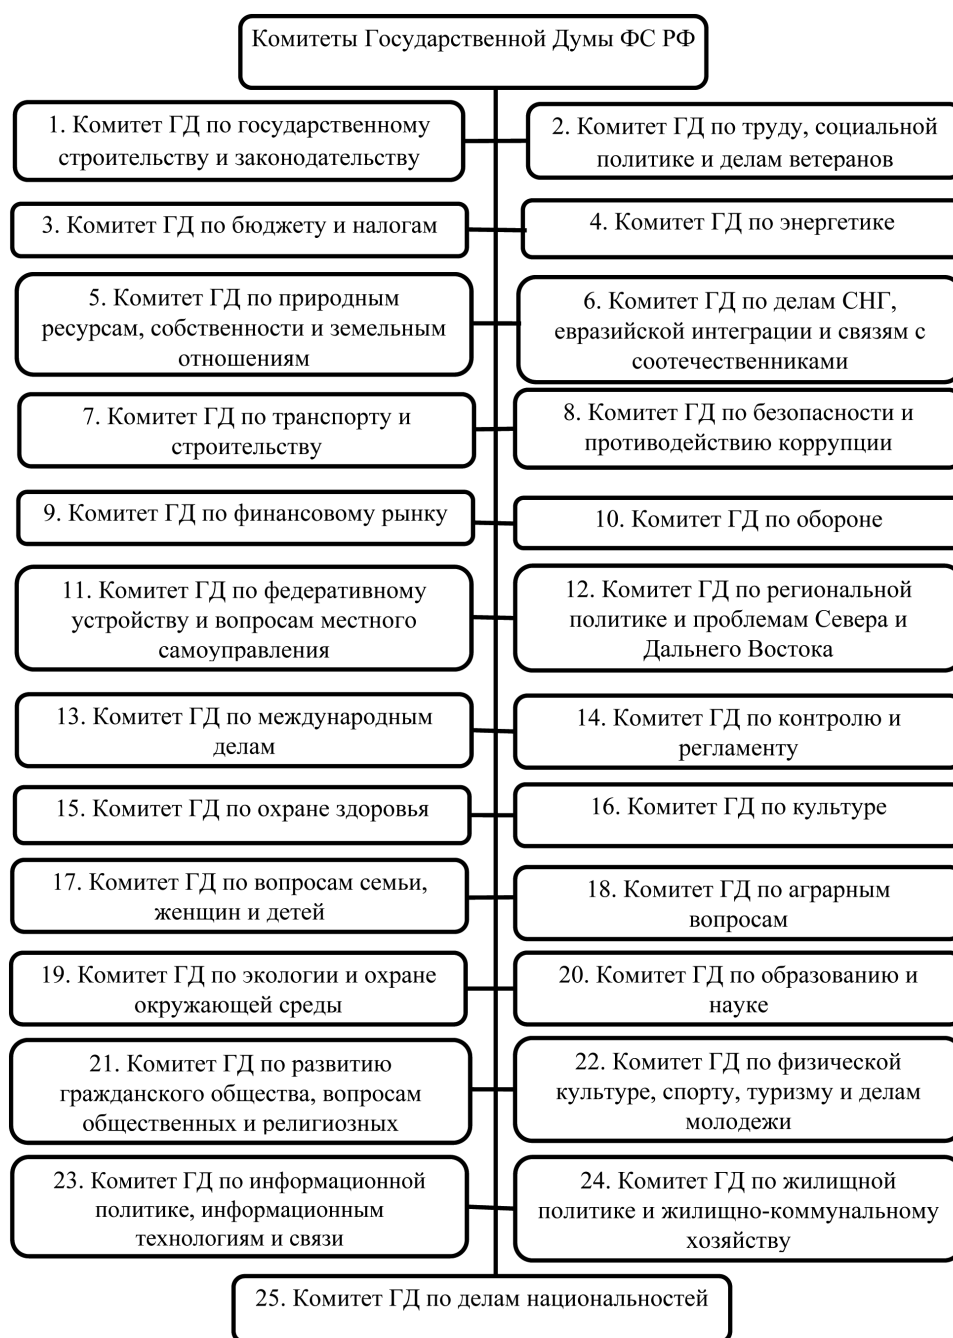 Комитеты Государственной Думы ФС РФ
1. Комитет ГД по государственному
строительству и законодательству
2. Комитет ГД по труду, социальной
политике и делам ветеранов
3. Комитет ГД по бюджету и налогам
4. Комитет ГД по энергетике
5. Комитет ГД по природным
ресурсам, собственности и земельным
отношениям
6. Комитет ГД по делам СНГ,
евразийской интеграции и связям с
соотечественниками
7. Комитет ГД по транспорту и
строительству
8. Комитет ГД по безопасности и
противодействию коррупции
9. Комитет ГД по финансовому рынку
10. Комитет ГД по обороне
11. Комитет ГД по федеративному
устройству и вопросам местного
самоуправления
12. Комитет ГД по региональной
политике и проблемам Севера и
Дальнего Востока
13. Комитет ГД по международным
делам
14. Комитет ГД по контролю и
регламенту
15. Комитет ГД по охране здоровья
16. Комитет ГД по культуре
17. Комитет ГД по вопросам семьи,
женщин и детей
18. Комитет ГД по аграрным
вопросам
19. Комитет ГД по экологии и охране
окружающей среды
20. Комитет ГД по образованию и
науке
21. Комитет ГД по развитию
гражданского общества, вопросам
общественных и религиозных
22. Комитет ГД по физической
культуре, спорту, туризму и делам
молодежи
23. Комитет ГД по информационной
политике, информационным
технологиям и связи
24. Комитет ГД по жилищной
политике и жилищно-коммунальному
хозяйству
25. Комитет ГД по делам национальностей